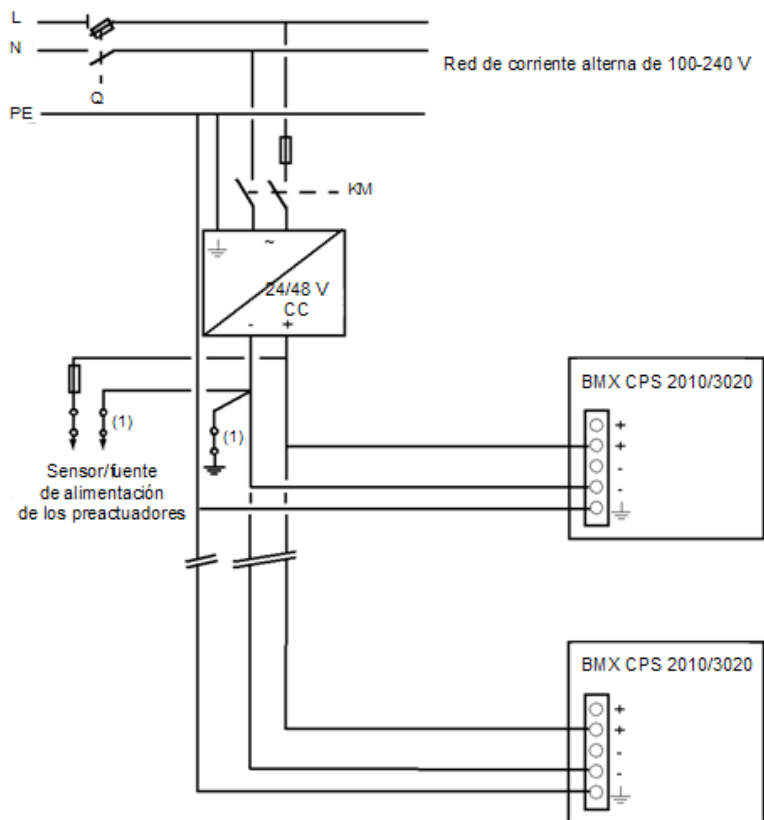 L
N
Red de corriente alterna de 100-240 V
Q
PE
KM
~
24/48 V
CC
- +
BMX CPS 2010/3020
+
+
-
-
(1)
(1)
Sensor/fuente
de alimentación
de los preactuadores
BMX CPS 2010/3020
+
+
-
-